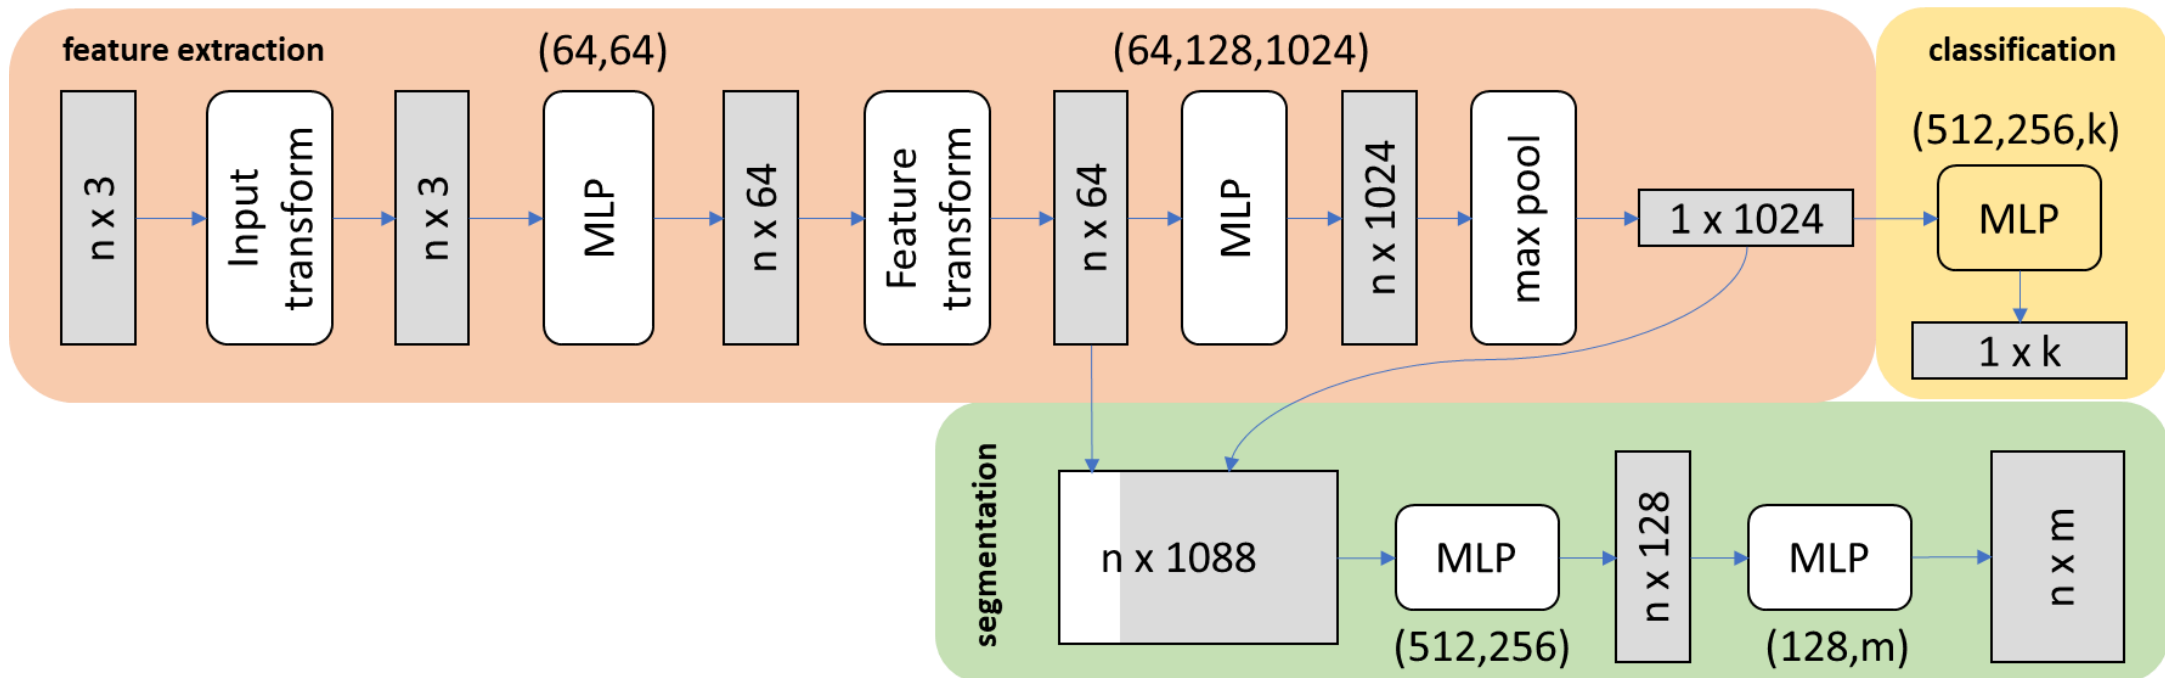 feature extraction
(64,64)
(64,128,1024)
n x 3
Input
transform
n x 3
MLP
n x 64
Feature
transform
n x 64
MLP
n x 1024
max pool
1 x 1024
classification
(512,256,k)
MLP
1 x k
segmentation
n x 1088
MLP
(512,256)
n x 128
MLP
(128,m)
n x m